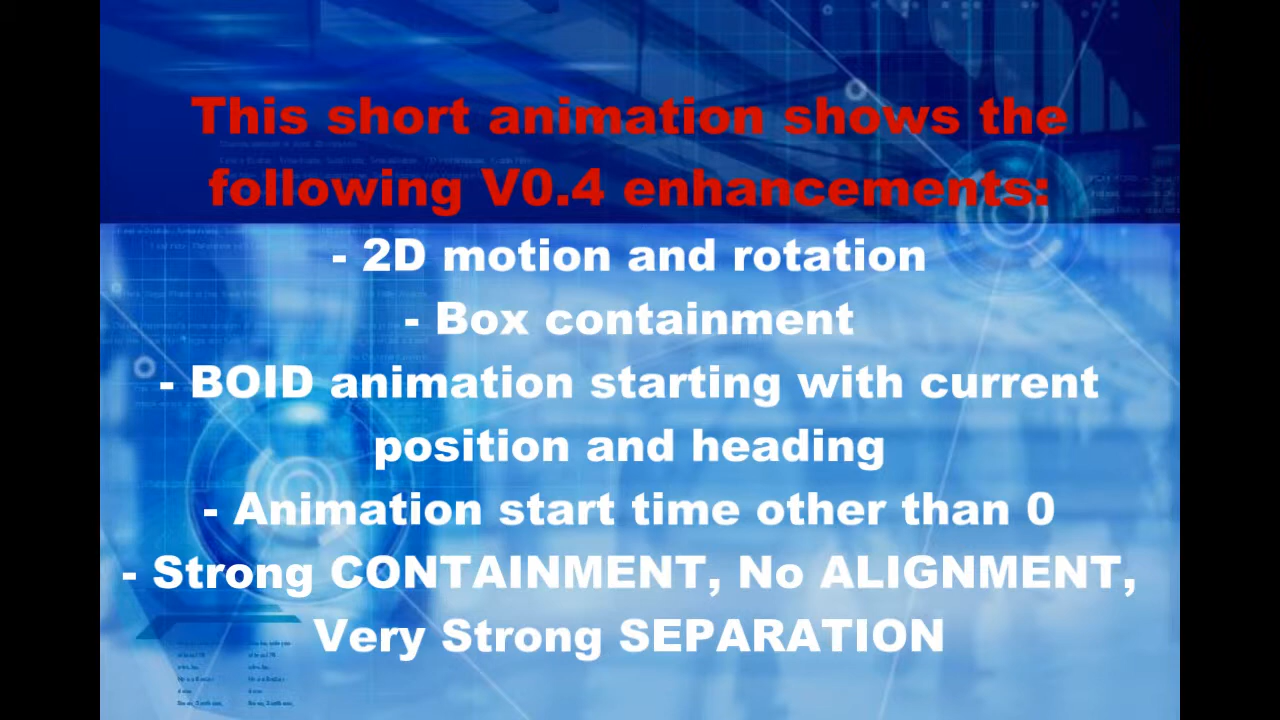 This short animation shows the
following V0.4 enhancements:
- 2D motion and rotation
- Box containment
- BOID animation starting with current
position and heading
- Animation start time other than 0
- Strong CONTAINMENT, No ALIGNMENT,
Very Strong SEPARATION